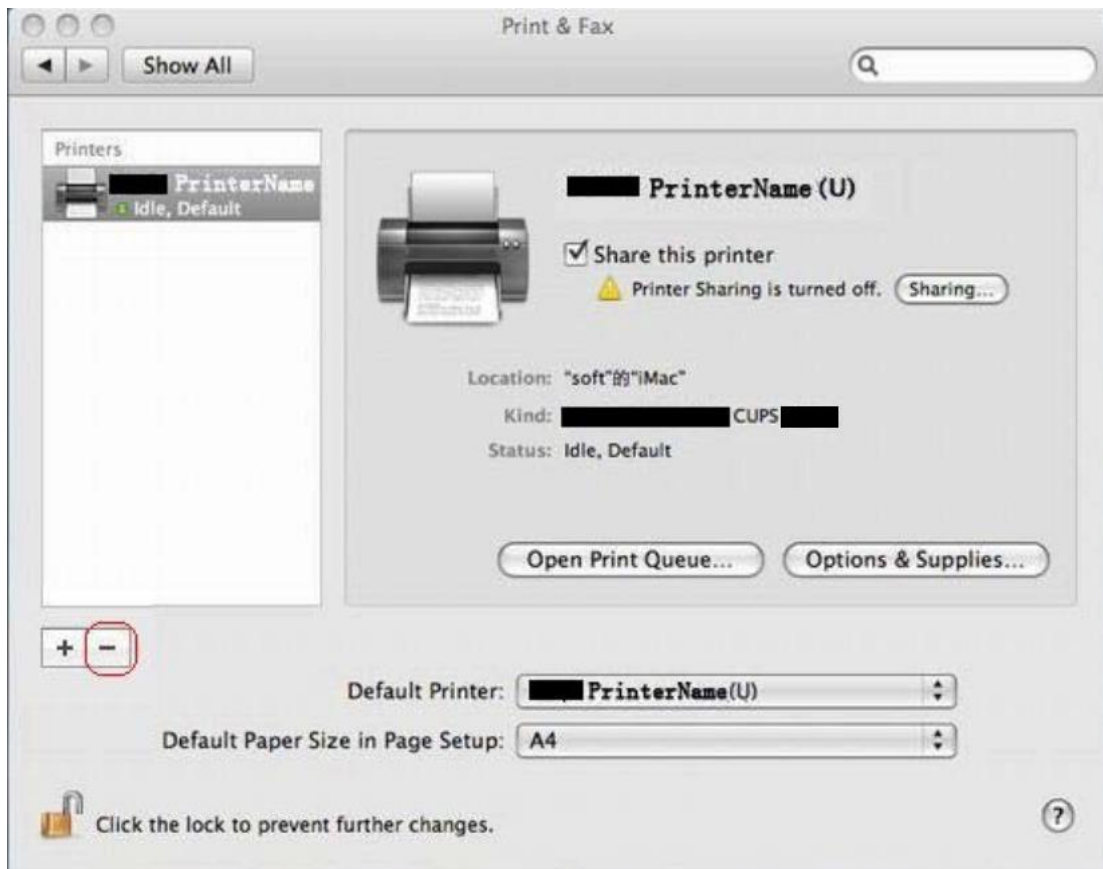 Print & Fax
Show All
Printers
PrinterName
Idle, Default
PrinterName (U)
Share this printer
Printer Sharing is turned off. Sharing...
Location: "soft"的"iMac"
Kind: CUPS
Status: Idle, Default
Open Print Queue... Options & Supplies...
+ −
Default Printer: PrinterName(U)
Default Paper Size in Page Setup: A4
Click the lock to prevent further changes.
?